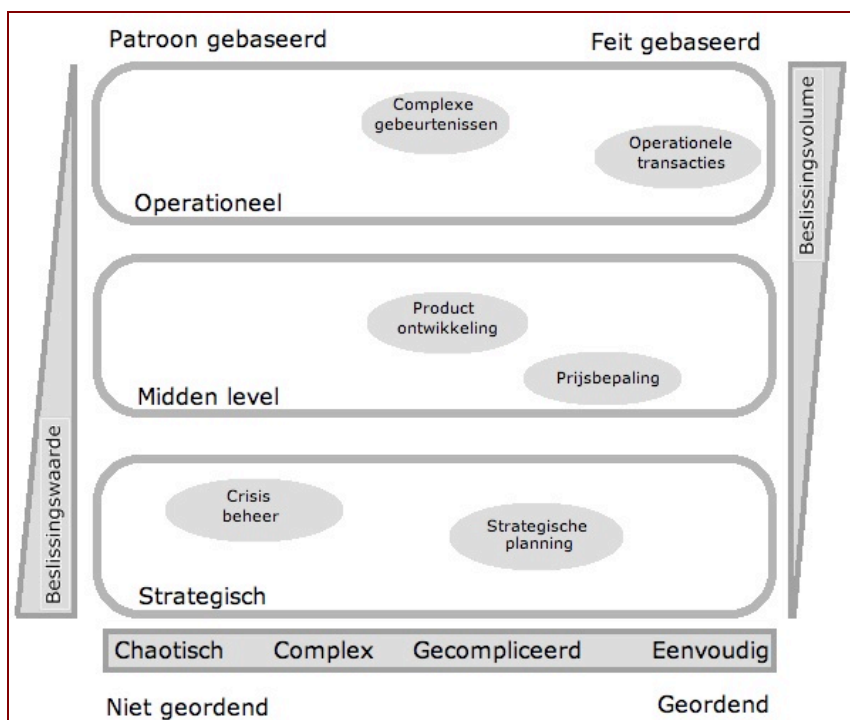 Patroon gebaseerd
Feit gebaseerd
Complexe
gebeurtenissen
Operationele
transacties
Operationeel
Beslissingsvolume
Product
ontwikkeling
Prijsbepaling
Midden level
Beslissingswaarde
Crisis
beheer
Strategische
planning
Strategisch
Chaotisch Complex Gecompliceerd Eenvoudig
Niet geordend
Geordend